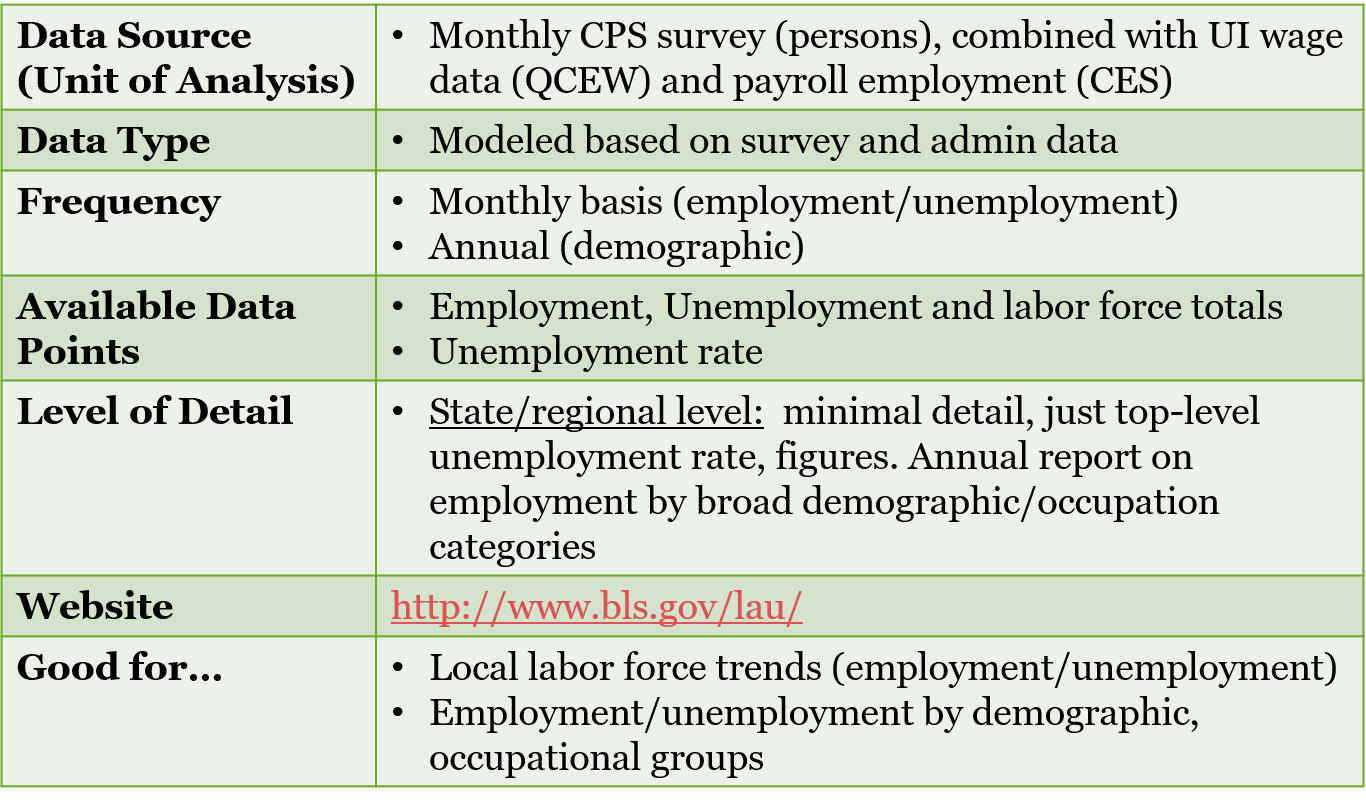 Data Source
(Unit of Analysis)
• Monthly CPS survey (persons), combined with UI wage
data (QCEW) and payroll employment (CES)
Data Type
• Modeled based on survey and admin data
Frequency
• Monthly basis (employment/unemployment)
• Annual (demographic)
Available Data
Points
• Employment, Unemployment and labor force totals
• Unemployment rate
Level of Detail
• State/regional level:  minimal detail, just top-level
unemployment rate, figures. Annual report on
employment by broad demographic/occupation
categories
Website
http://www.bls.gov/lau/
Good for...
• Local labor force trends (employment/unemployment)
• Employment/unemployment by demographic,
occupational groups